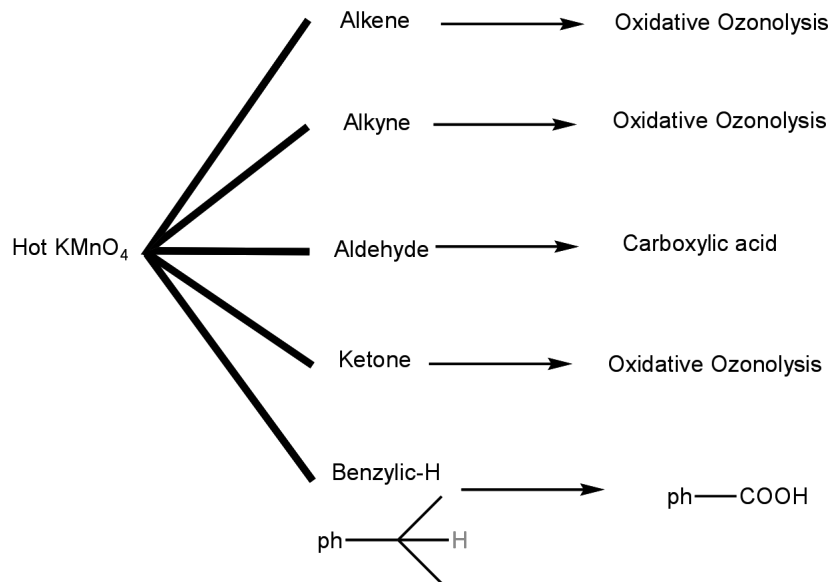 Alkene Oxidative Ozonolysis
Alkyne Oxidative Ozonolysis
Hot KMnO₄ Aldehyde Carboxylic acid
Ketone Oxidative Ozonolysis
Benzylic-H
ph COOH
ph H